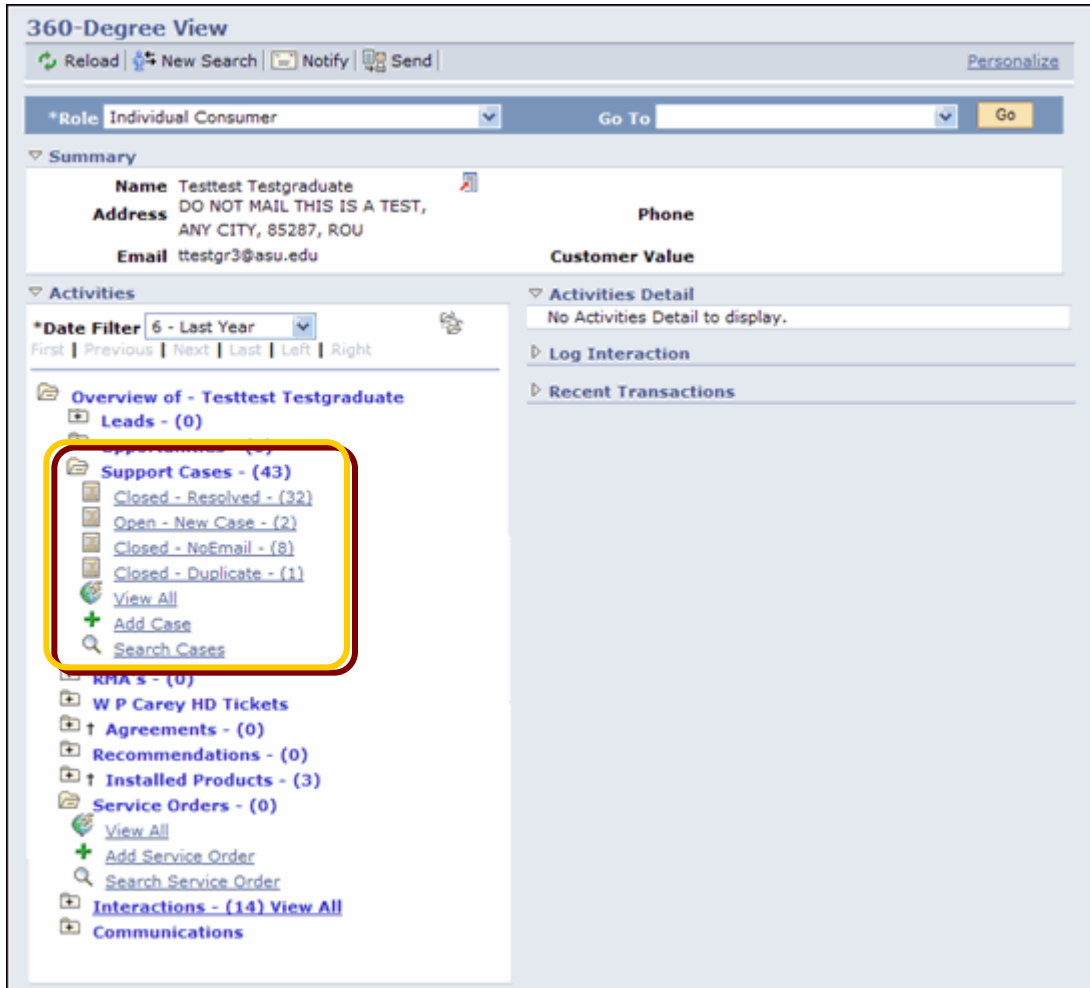 360-Degree View
Reload | New Search | Notify | Send | Personalize
*Role Individual Consumer Go To Go
Summary
Name Testtest Testgraduate
Address DO NOT MAIL THIS IS A TEST,
ANY CITY, 85287, ROU
Phone
Email ttestgr3@asu.edu
Customer Value
Activities
*Date Filter 6 - Last Year
First | Previous | Next | Last | Left | Right
Overview of - Testtest Testgraduate
Leads - (0)
Support Cases - (43)
Closed - Resolved - (32)
Open - New Case - (2)
Closed - NoEmail - (8)
Closed - Duplicate - (1)
View All
Add Case
Search Cases
RMA's - (0)
W P Carey HD Tickets
† Agreements - (0)
Recommendations - (0)
† Installed Products - (3)
Service Orders - (0)
View All
Add Service Order
Search Service Order
Interactions - (14) View All
Communications
Activities Detail
No Activities Detail to display.
Log Interaction
Recent Transactions